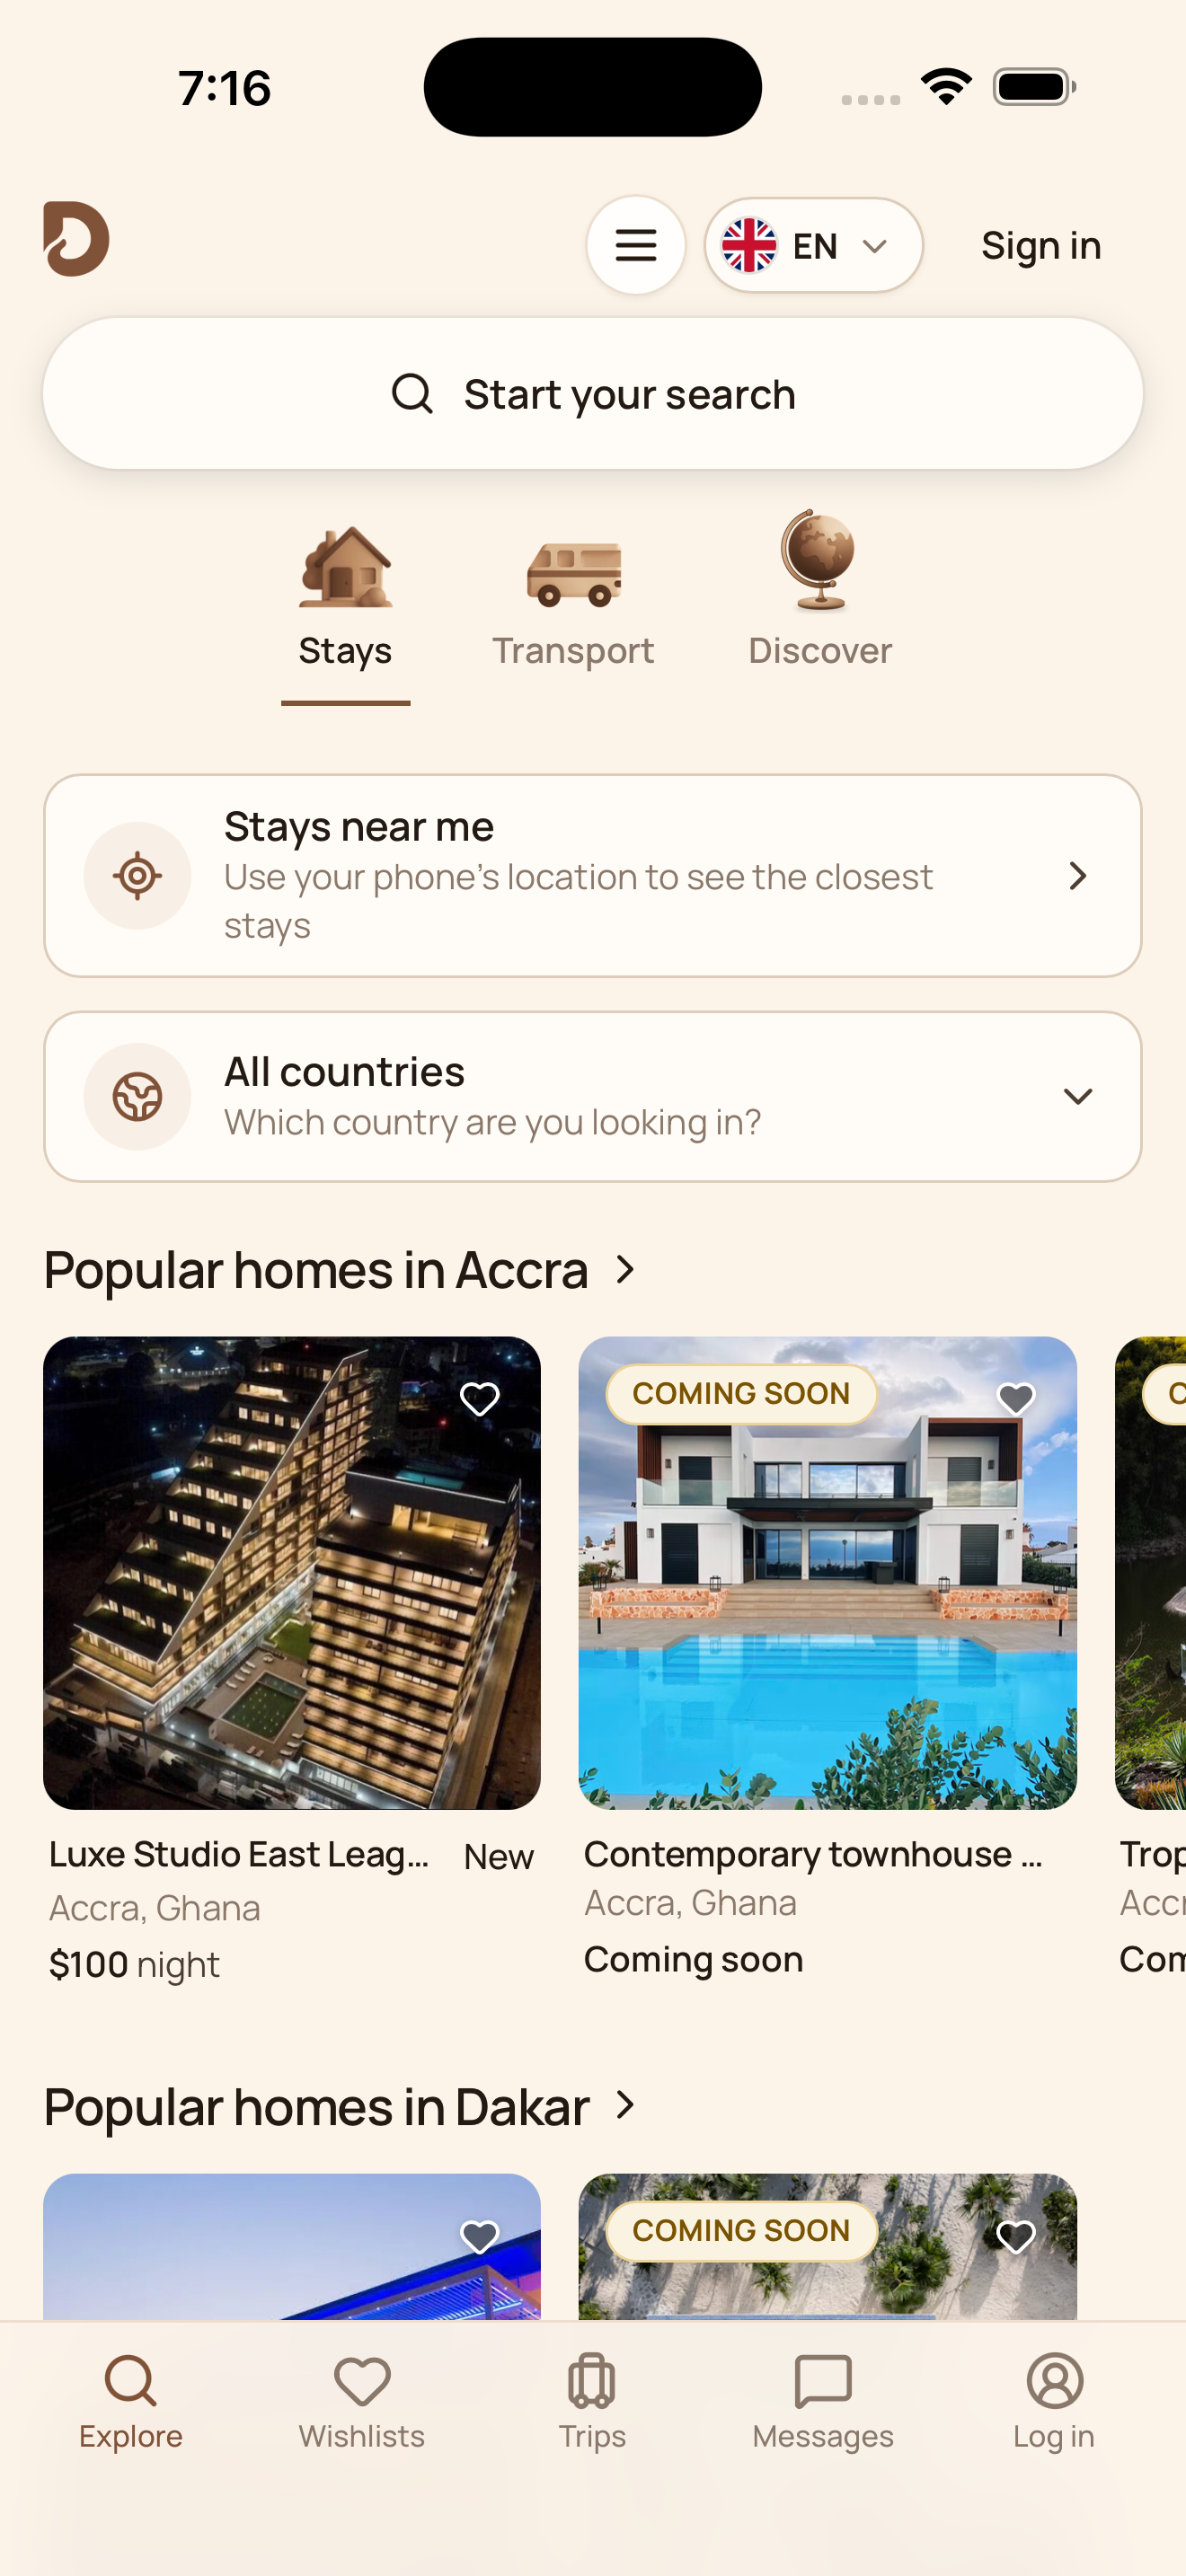 7:16
EN
Sign in
Start your search
Stays
Transport
Discover
Stays near me
Use your phone's location to see the closest
stays
All countries
Which country are you looking in?
Popular homes in Accra
COMING SOON
Luxe Studio East Leag...
New
Accra, Ghana
$100 night
Contemporary townhouse ...
Accra, Ghana
Coming soon
Popular homes in Dakar
COMING SOON
Explore
Wishlists
Trips
Messages
Log in